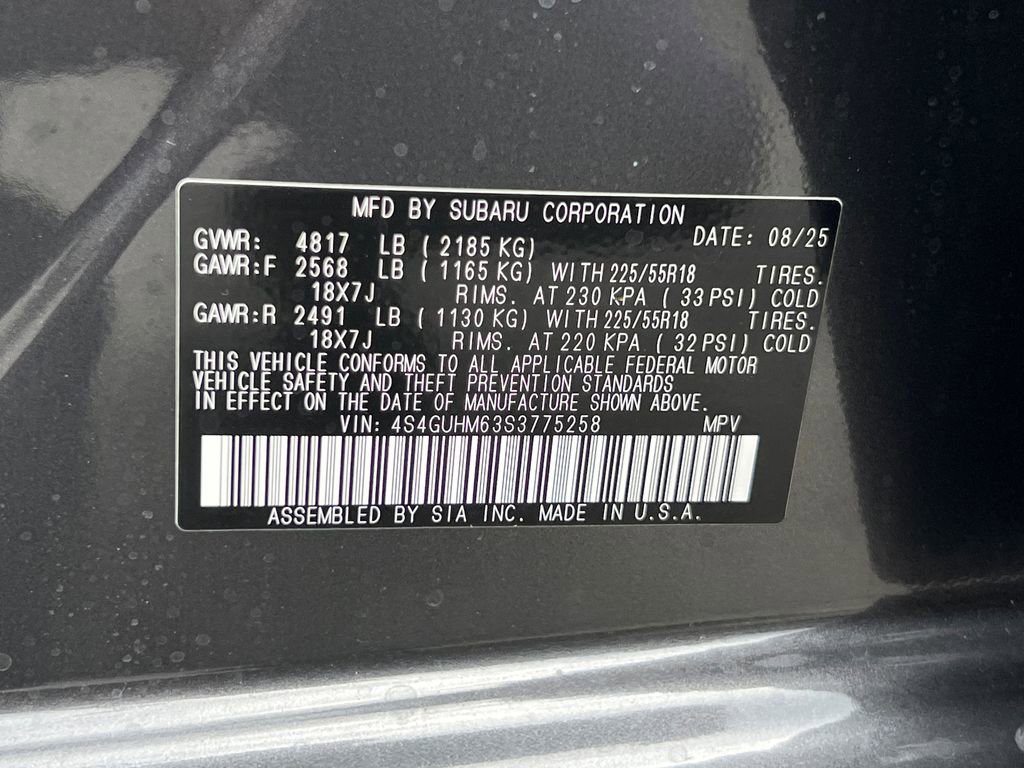 MFD BY SUBARU CORPORATION
GVWR: 4817 LB ( 2185 KG) DATE: 08/25
GAWR:F 2568 LB ( 1165 KG) WITH 225/55R18 TIRES.
18X7J RIMS. AT 230 KPA ( 33 PSI) COLD
GAWR:R 2491 LB ( 1130 KG) WITH 225/55R18 TIRES.
18X7J RIMS. AT 220 KPA ( 32 PSI) COLD
THIS VEHICLE CONFORMS TO ALL APPLICABLE FEDERAL MOTOR
VEHICLE SAFETY AND THEFT PREVENTION STANDARDS
IN EFFECT ON THE DATE OF MANUFACTURE SHOWN ABOVE.
VIN: 4S4GUHM63S3775258 MPV
ASSEMBLED BY SIA INC. MADE IN U.S.A.